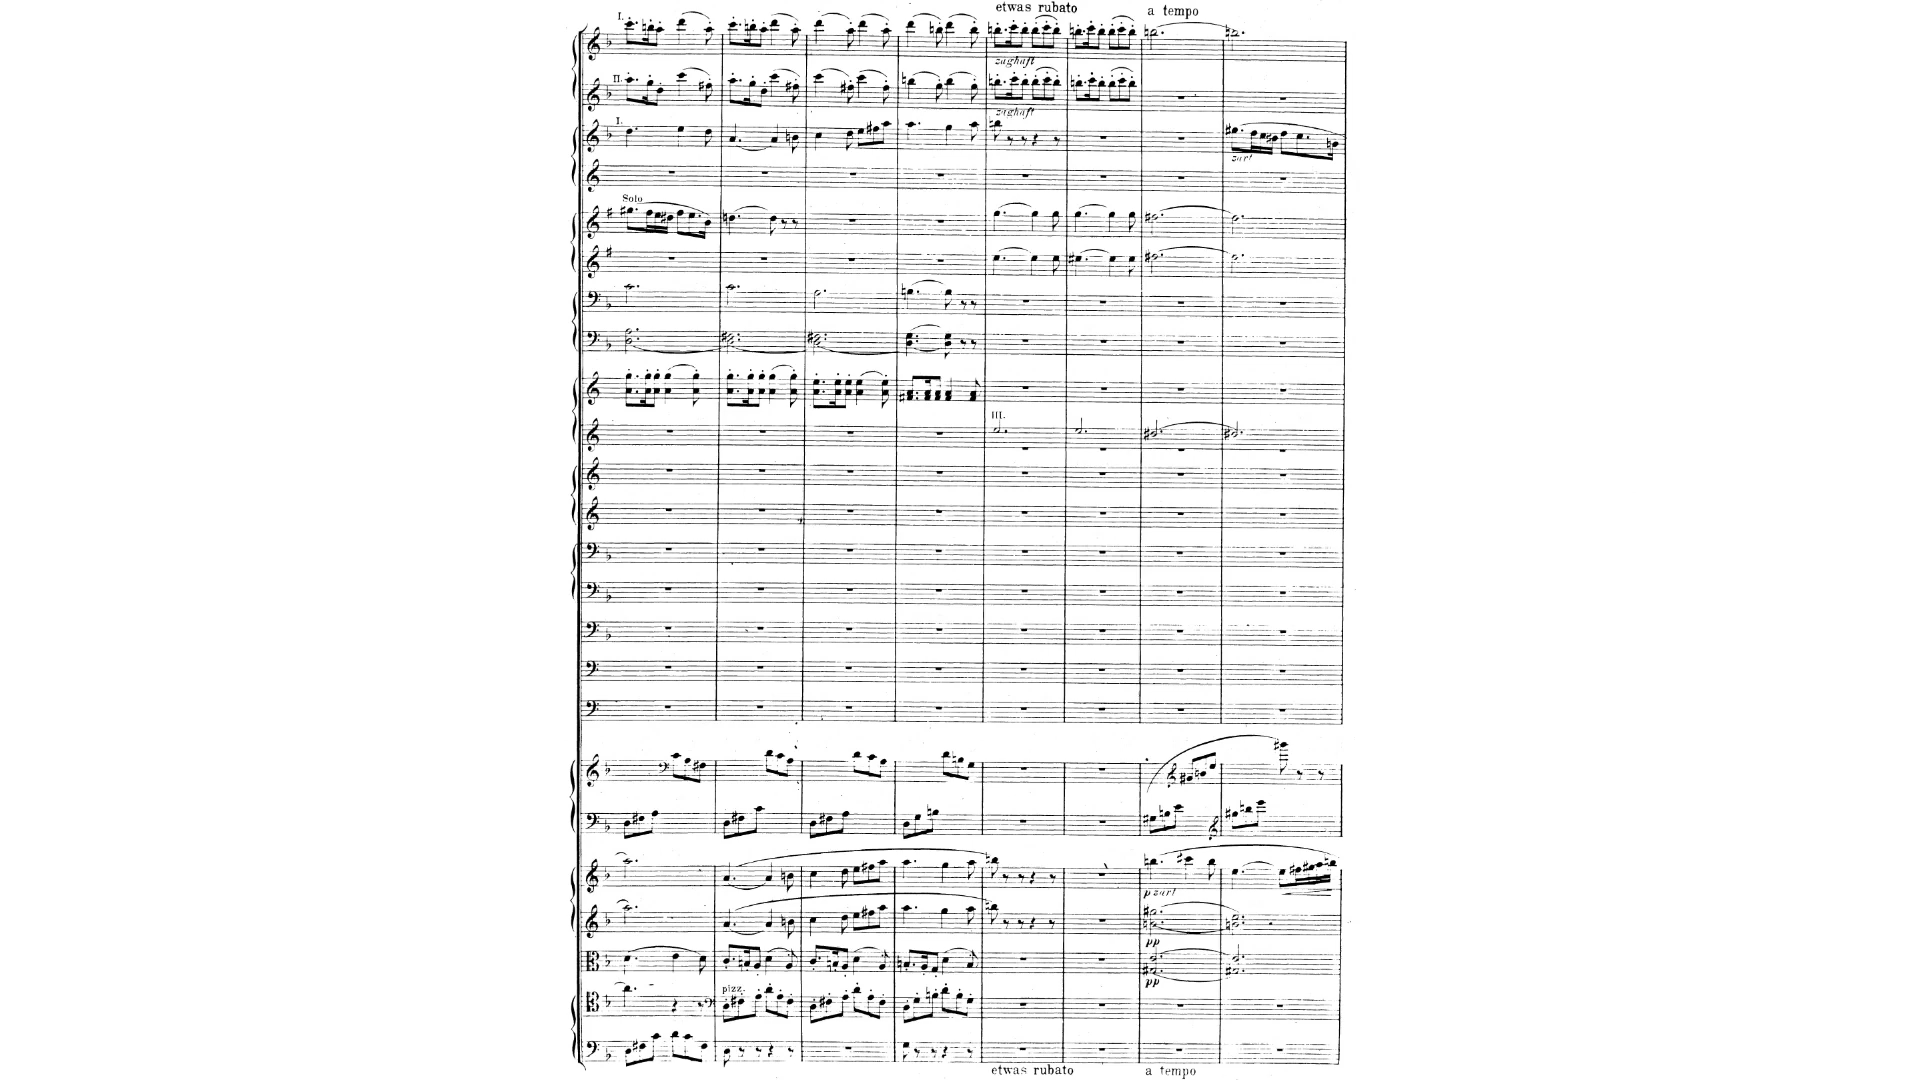 etwas rubato a tempo
I.
zaghaft
II.
zaghaft
I.
zart
Solo
III.
p zart
pp
pizz.
pp
etwas rubato a tempo